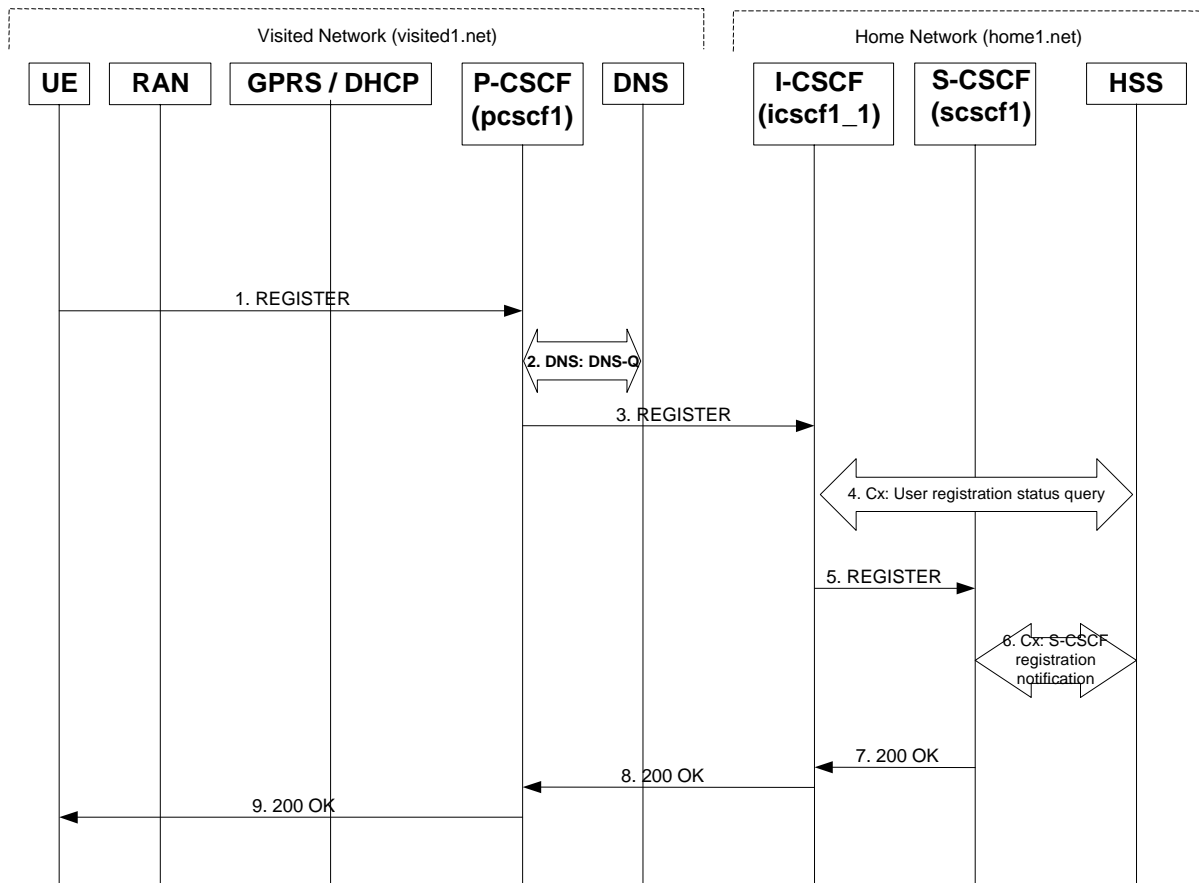 Visited Network (visited1.net)
Home Network (home1.net)
UE
RAN
GPRS / DHCP
P-CSCF
(pcscf1)
DNS
I-CSCF
(icscf1_1)
S-CSCF
(scscf1)
HSS
1. REGISTER
2. DNS: DNS-Q
3. REGISTER
4. Cx: User registration status query
5. REGISTER
6. Cx: S-CSCF
registration
notification
7. 200 OK
8. 200 OK
9. 200 OK